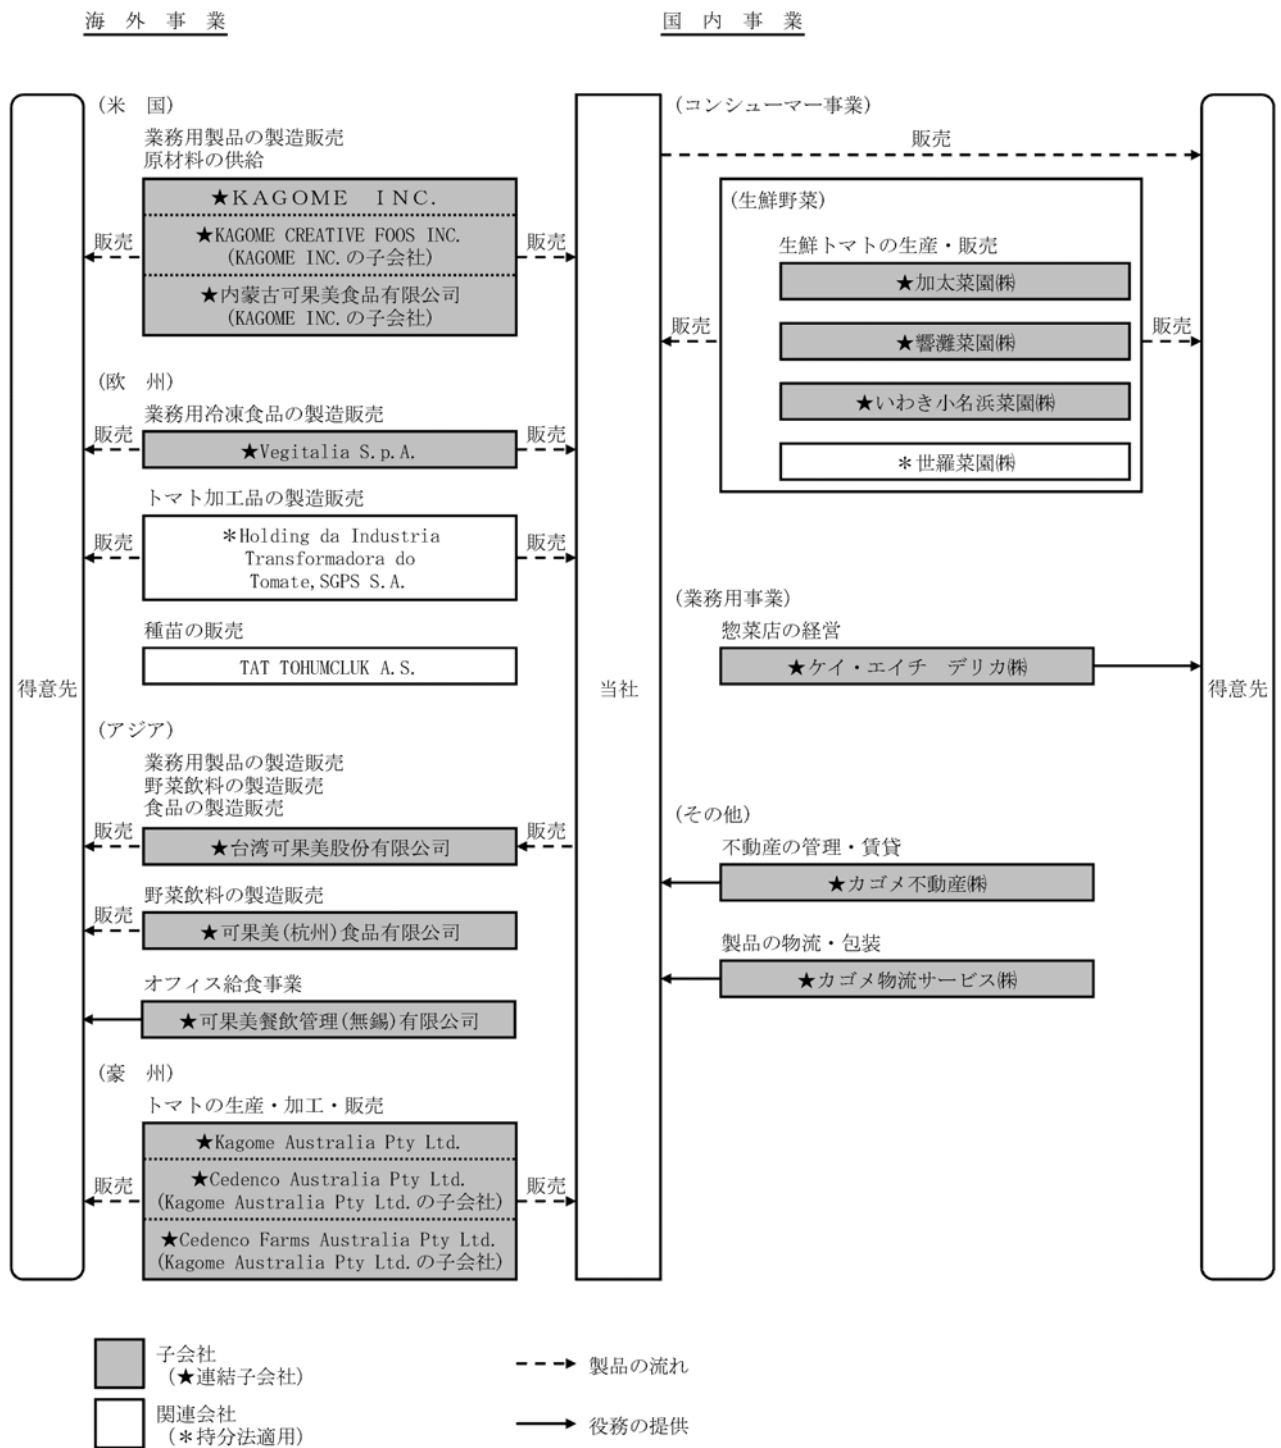 海 外 事 業
国 内 事 業
得意先
(米 国)
業務用製品の製造販売
原材料の供給
★KAGOME INC.
★KAGOME CREATIVE FOOS INC.
(KAGOME INC.の子会社)
★内蒙古可果美食品有限公司
(KAGOME INC.の子会社)
販売
販売
(欧 州)
業務用冷凍食品の製造販売
★Vegitalia S.p.A.
販売
販売
トマト加工品の製造販売
＊Holding da Industria
Transformadora do
Tomate,SGPS S.A.
販売
販売
種苗の販売
TAT TOHUMCLUK A.S.
(アジア)
業務用製品の製造販売
野菜飲料の製造販売
食品の製造販売
★台湾可果美股份有限公司
販売
販売
野菜飲料の製造販売
★可果美(杭州)食品有限公司
販売
オフィス給食事業
★可果美餐飲管理(無錫)有限公司
(豪 州)
トマトの生産・加工・販売
★Kagome Australia Pty Ltd.
★Cedenco Australia Pty Ltd.
(Kagome Australia Pty Ltd.の子会社)
★Cedenco Farms Australia Pty Ltd.
(Kagome Australia Pty Ltd.の子会社)
販売
販売
当社
(コンシューマー事業)
販売
(生鮮野菜)
生鮮トマトの生産・販売
★加太菜園㈱
★響灘菜園㈱
★いわき小名浜菜園㈱
＊世羅菜園㈱
販売
販売
(業務用事業)
惣菜店の経営
★ケイ・エイチ デリカ㈱
(その他)
不動産の管理・賃貸
★カゴメ不動産㈱
製品の物流・包装
★カゴメ物流サービス㈱
得意先
子会社
(★連結子会社)
関連会社
(＊持分法適用)
製品の流れ
役務の提供